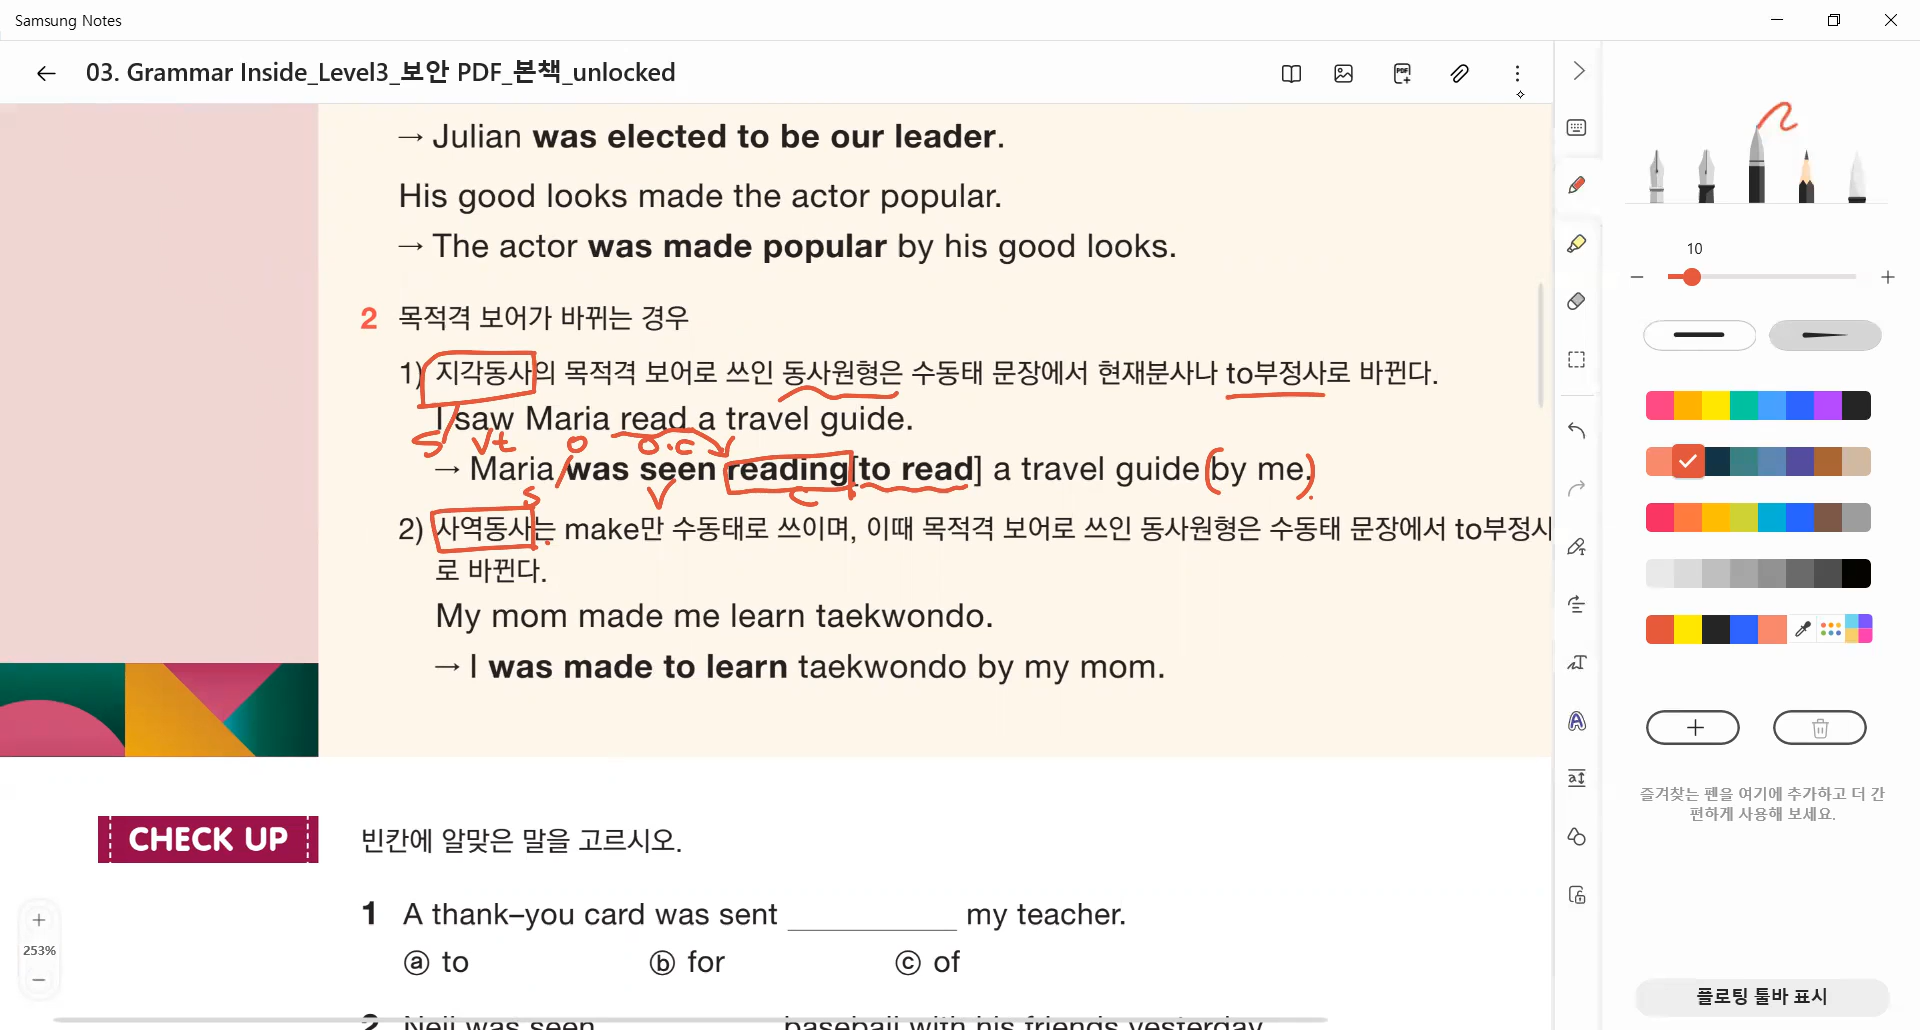 Samsung Notes
03. Grammar Inside_Level3_보안 PDF_본책_unlocked
→ Julian was elected to be our leader.
His good looks made the actor popular.
→ The actor was made popular by his good looks.
2 목적격 보어가 바뀌는 경우
1) 지각동사의 목적격 보어로 쓰인 동사원형은 수동태 문장에서 현재분사나 to부정사로 바뀐다.
I saw Maria read a travel guide.
S Vt O O.C
→ Maria was seen reading[to read] a travel guide (by me.)
S V C
2) 사역동사는 make만 수동태로 쓰이며, 이때 목적격 보어로 쓰인 동사원형은 수동태 문장에서 to부정사
로 바뀐다.
My mom made me learn taekwondo.
→ I was made to learn taekwondo by my mom.
CHECK UP 빈칸에 알맞은 말을 고르시오.
1 A thank–you card was sent ________ my teacher.
ⓐ to ⓑ for ⓒ of
2 Neil was seen ________ baseball with his friends yesterday
253%
10
즐겨찾는 펜을 여기에 추가하고 더 간
편하게 사용해 보세요.
플로팅 툴바 표시